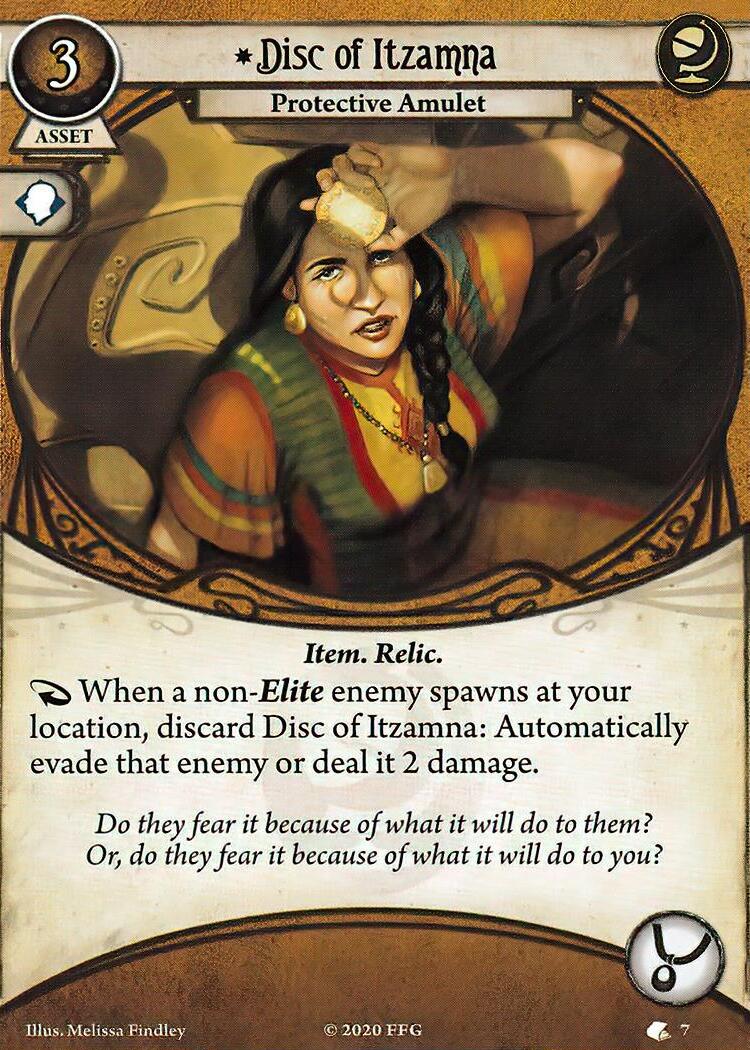 3
Disc of Itzamna
Protective Amulet
ASSET
Item. Relic.
When a non-Elite enemy spawns at your
location, discard Disc of Itzamna: Automatically
evade that enemy or deal it 2 damage.
Do they fear it because of what it will do to them?
Or, do they fear it because of what it will do to you?
Illus. Melissa Findley
© 2020 FFG
7